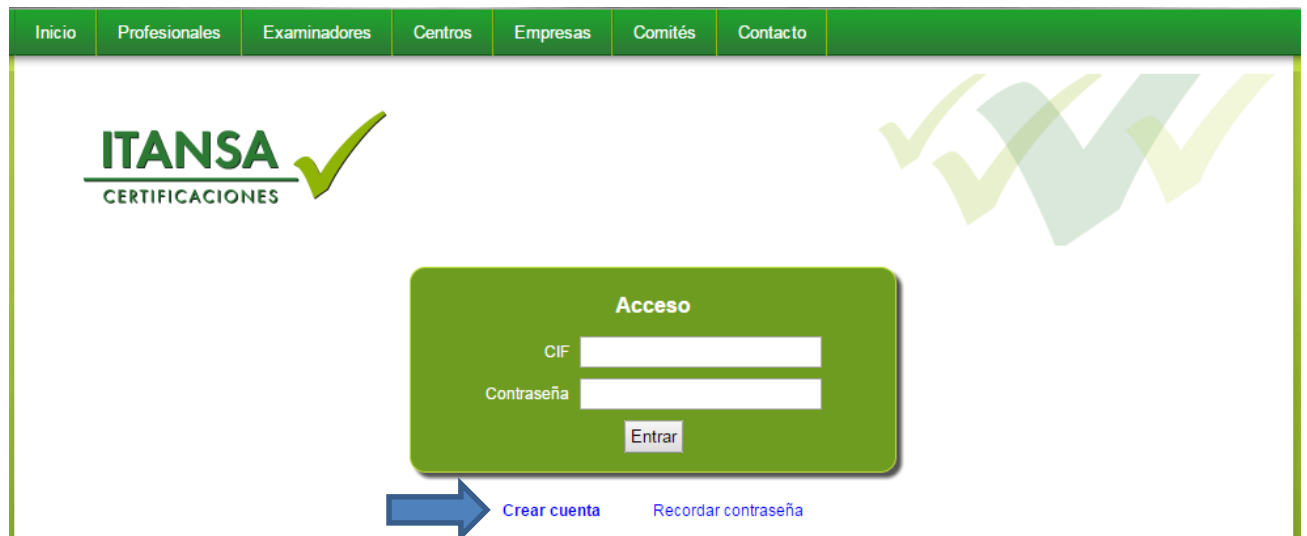 Inicio Profesionales Examinadores Centros Empresas Comités Contacto
ITANSA
CERTIFICACIONES
Acceso
CIF
Contraseña
Entrar
Crear cuenta Recordar contraseña